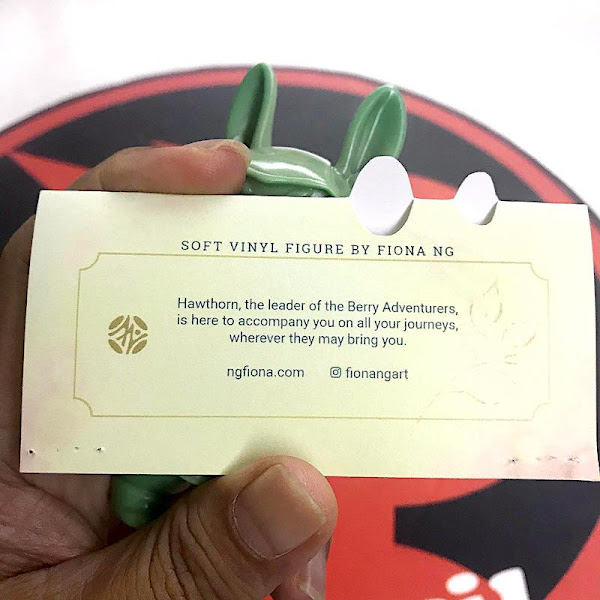 SOFT VINYL FIGURE BY FIONA NG
Hawthorn, the leader of the Berry Adventurers,
is here to accompany you on all your journeys,
wherever they may bring you.
ngfiona.com fionangart